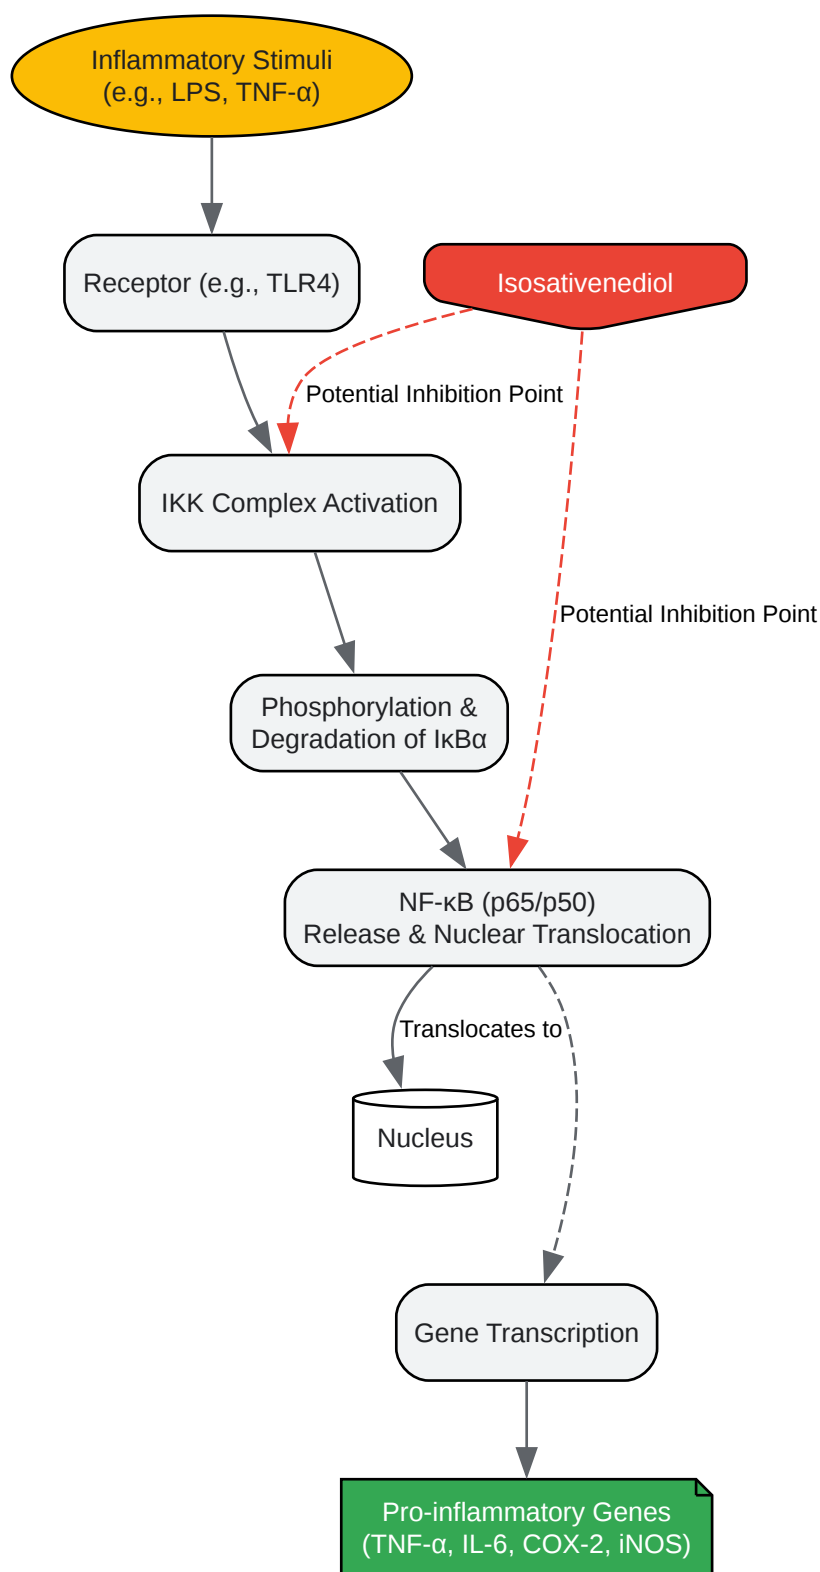 Inflammatory Stimuli
(e.g., LPS, TNF-α)
Receptor (e.g., TLR4)
Isosativenediol
Potential Inhibition Point
IKK Complex Activation
Potential Inhibition Point
Phosphorylation &
Degradation of IκBα
NF-κB (p65/p50)
Release & Nuclear Translocation
Translocates to
Nucleus
Gene Transcription
Pro-inflammatory Genes
(TNF-α, IL-6, COX-2, iNOS)